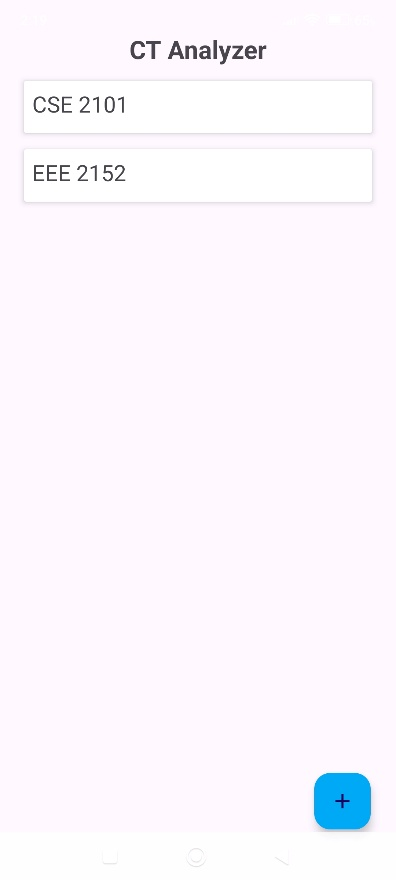 CT Analyzer
CSE 2101
EEE 2152
+